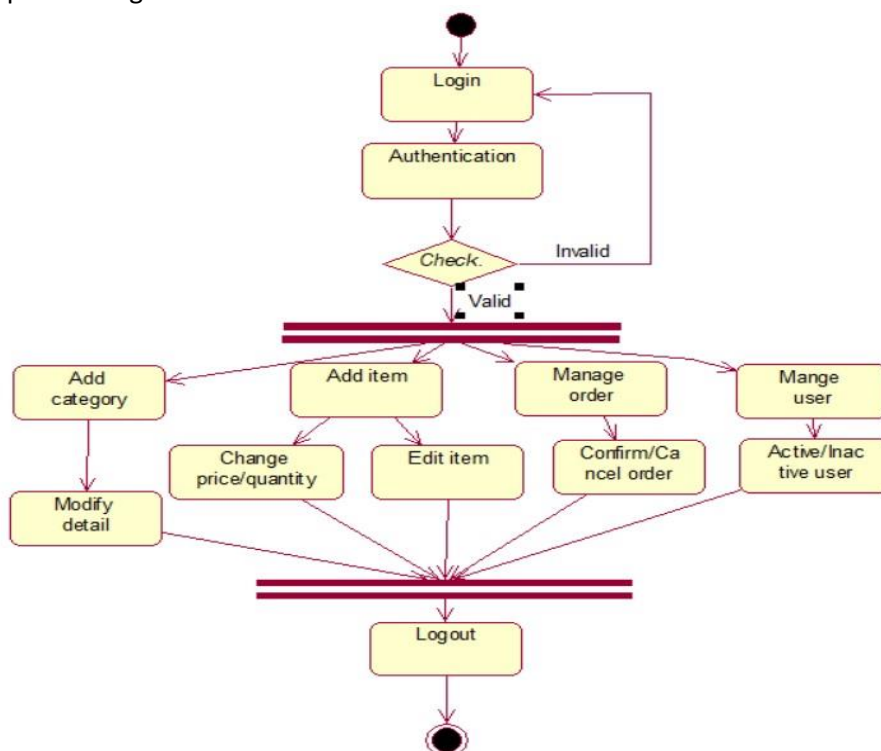 Login
Authentication
Check.
Invalid
Valid
Add
category
Add item
Manage
order
Mange
user
Change
price/quantity
Edit item
Confirm/Ca
ncel order
Active/Inac
tive user
Modify
detail
Logout